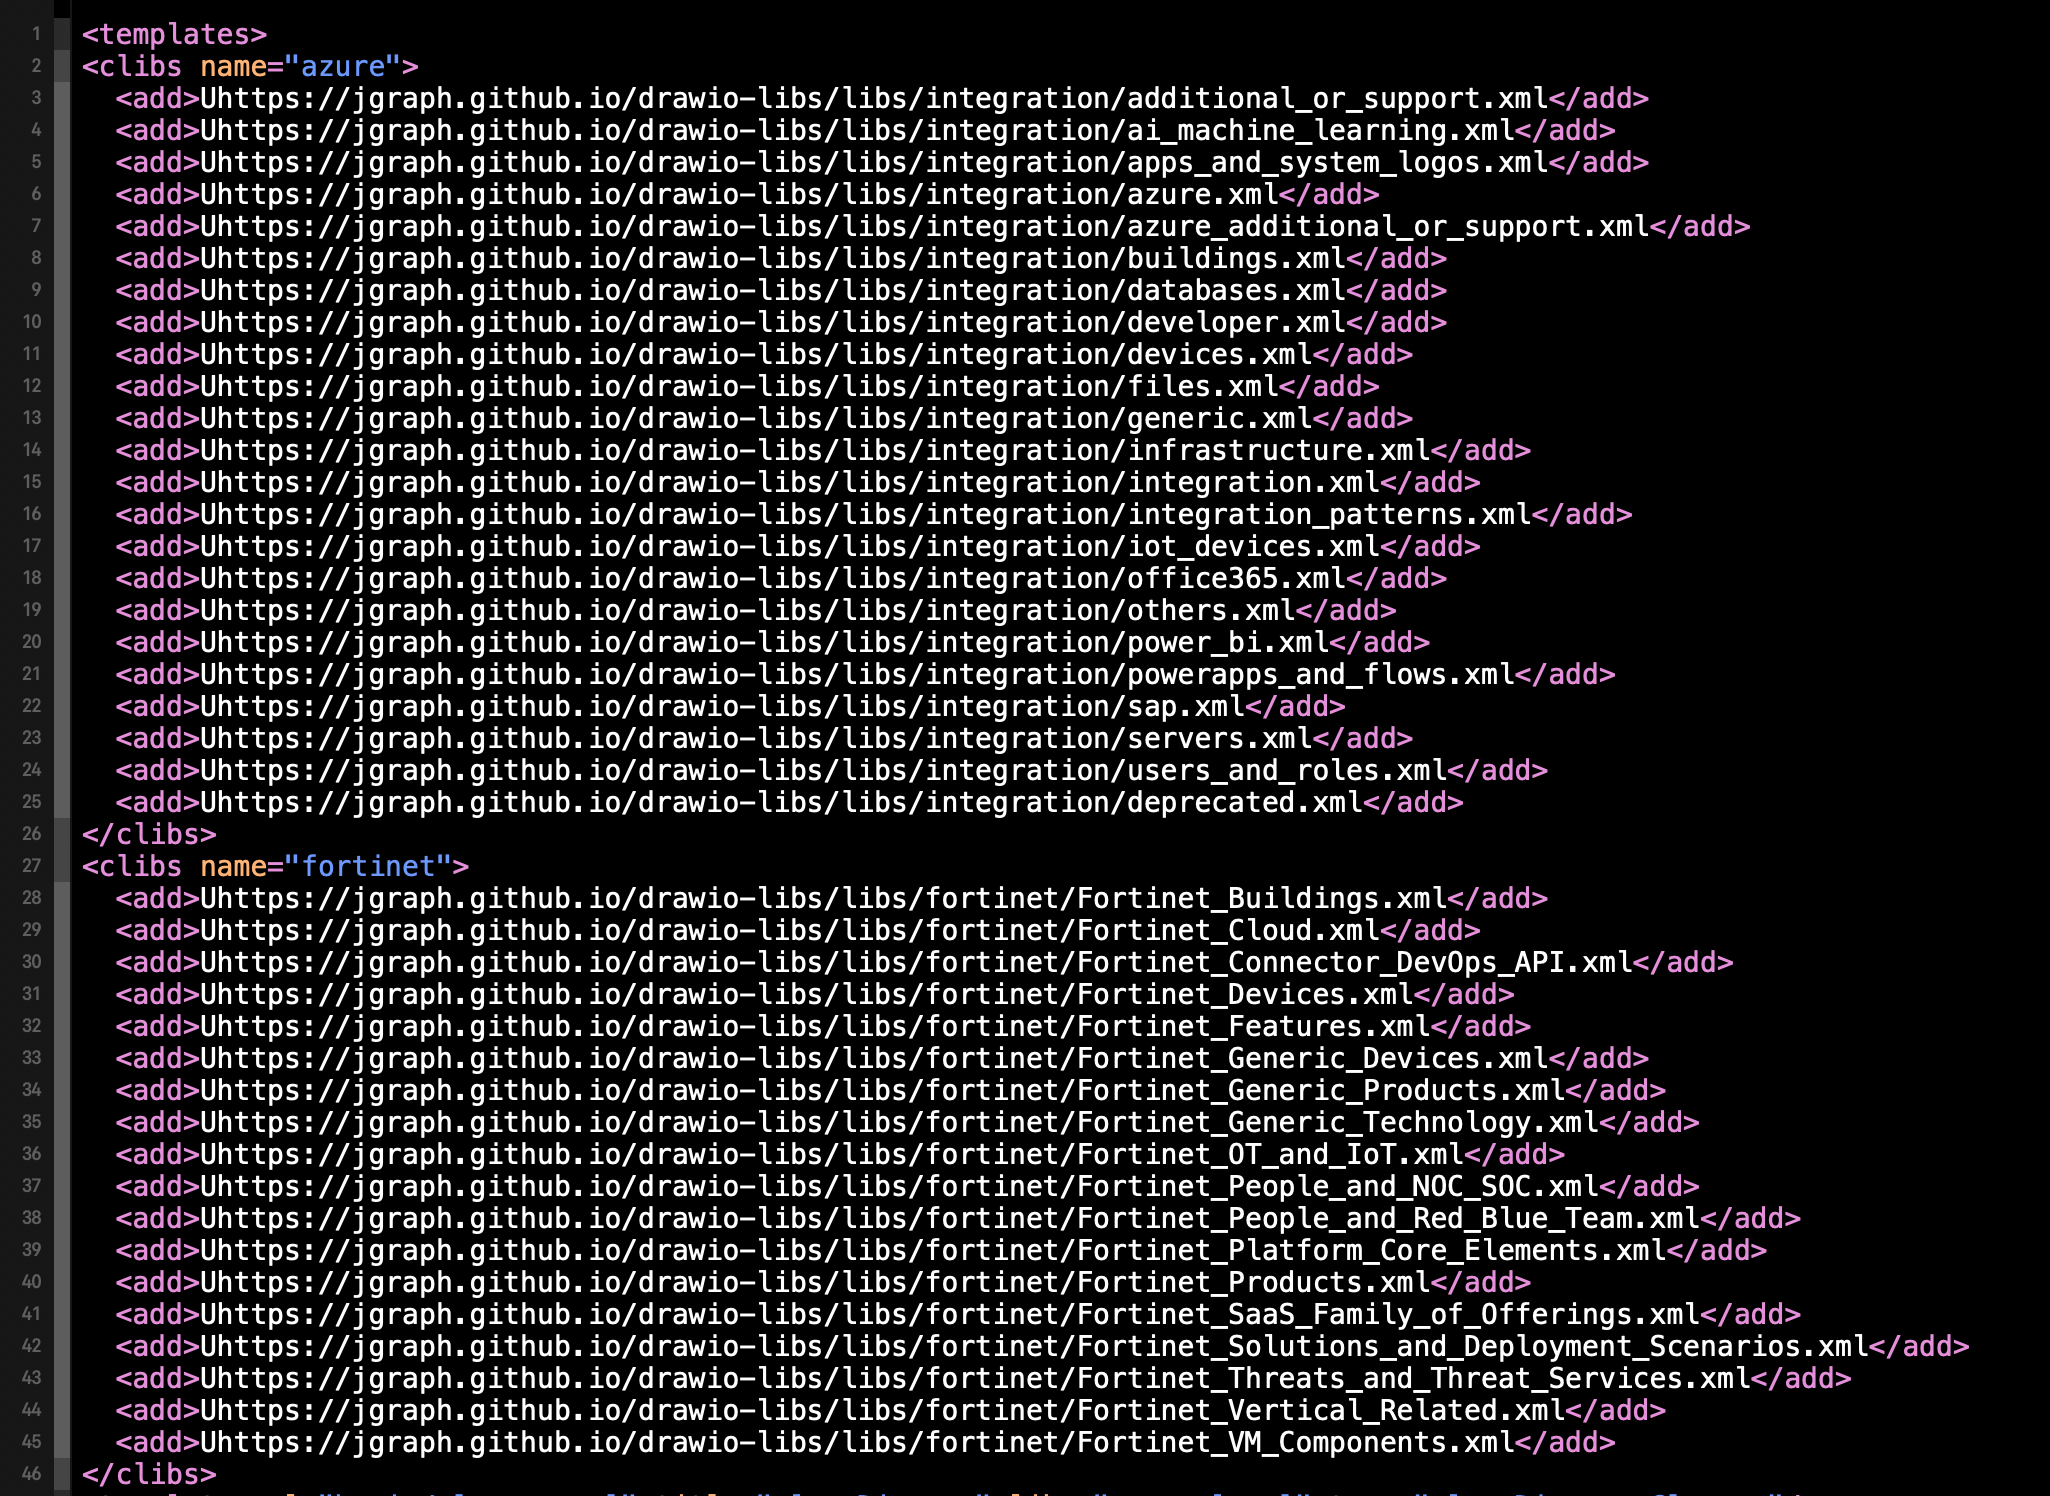 1 <templates>
2 <clibs name="azure">
3 <add>Uhttps://jgraph.github.io/drawio-libs/libs/integration/additional_or_support.xml</add>
4 <add>Uhttps://jgraph.github.io/drawio-libs/libs/integration/ai_machine_learning.xml</add>
5 <add>Uhttps://jgraph.github.io/drawio-libs/libs/integration/apps_and_system_logos.xml</add>
6 <add>Uhttps://jgraph.github.io/drawio-libs/libs/integration/azure.xml</add>
7 <add>Uhttps://jgraph.github.io/drawio-libs/libs/integration/azure_additional_or_support.xml</add>
8 <add>Uhttps://jgraph.github.io/drawio-libs/libs/integration/buildings.xml</add>
9 <add>Uhttps://jgraph.github.io/drawio-libs/libs/integration/databases.xml</add>
10 <add>Uhttps://jgraph.github.io/drawio-libs/libs/integration/developer.xml</add>
11 <add>Uhttps://jgraph.github.io/drawio-libs/libs/integration/devices.xml</add>
12 <add>Uhttps://jgraph.github.io/drawio-libs/libs/integration/files.xml</add>
13 <add>Uhttps://jgraph.github.io/drawio-libs/libs/integration/generic.xml</add>
14 <add>Uhttps://jgraph.github.io/drawio-libs/libs/integration/infrastructure.xml</add>
15 <add>Uhttps://jgraph.github.io/drawio-libs/libs/integration/integration.xml</add>
16 <add>Uhttps://jgraph.github.io/drawio-libs/libs/integration/integration_patterns.xml</add>
17 <add>Uhttps://jgraph.github.io/drawio-libs/libs/integration/iot_devices.xml</add>
18 <add>Uhttps://jgraph.github.io/drawio-libs/libs/integration/office365.xml</add>
19 <add>Uhttps://jgraph.github.io/drawio-libs/libs/integration/others.xml</add>
20 <add>Uhttps://jgraph.github.io/drawio-libs/libs/integration/power_bi.xml</add>
21 <add>Uhttps://jgraph.github.io/drawio-libs/libs/integration/powerapps_and_flows.xml</add>
22 <add>Uhttps://jgraph.github.io/drawio-libs/libs/integration/sap.xml</add>
23 <add>Uhttps://jgraph.github.io/drawio-libs/libs/integration/servers.xml</add>
24 <add>Uhttps://jgraph.github.io/drawio-libs/libs/integration/users_and_roles.xml</add>
25 <add>Uhttps://jgraph.github.io/drawio-libs/libs/integration/deprecated.xml</add>
26 </clibs>
27 <clibs name="fortinet">
28 <add>Uhttps://jgraph.github.io/drawio-libs/libs/fortinet/Fortinet_Buildings.xml</add>
29 <add>Uhttps://jgraph.github.io/drawio-libs/libs/fortinet/Fortinet_Cloud.xml</add>
30 <add>Uhttps://jgraph.github.io/drawio-libs/libs/fortinet/Fortinet_Connector_DevOps_API.xml</add>
31 <add>Uhttps://jgraph.github.io/drawio-libs/libs/fortinet/Fortinet_Devices.xml</add>
32 <add>Uhttps://jgraph.github.io/drawio-libs/libs/fortinet/Fortinet_Features.xml</add>
33 <add>Uhttps://jgraph.github.io/drawio-libs/libs/fortinet/Fortinet_Generic_Devices.xml</add>
34 <add>Uhttps://jgraph.github.io/drawio-libs/libs/fortinet/Fortinet_Generic_Products.xml</add>
35 <add>Uhttps://jgraph.github.io/drawio-libs/libs/fortinet/Fortinet_Generic_Technology.xml</add>
36 <add>Uhttps://jgraph.github.io/drawio-libs/libs/fortinet/Fortinet_OT_and_IoT.xml</add>
37 <add>Uhttps://jgraph.github.io/drawio-libs/libs/fortinet/Fortinet_People_and_NOC_SOC.xml</add>
38 <add>Uhttps://jgraph.github.io/drawio-libs/libs/fortinet/Fortinet_People_and_Red_Blue_Team.xml</add>
39 <add>Uhttps://jgraph.github.io/drawio-libs/libs/fortinet/Fortinet_Platform_Core_Elements.xml</add>
40 <add>Uhttps://jgraph.github.io/drawio-libs/libs/fortinet/Fortinet_Products.xml</add>
41 <add>Uhttps://jgraph.github.io/drawio-libs/libs/fortinet/Fortinet_SaaS_Family_of_Offerings.xml</add>
42 <add>Uhttps://jgraph.github.io/drawio-libs/libs/fortinet/Fortinet_Solutions_and_Deployment_Scenarios.xml</add>
43 <add>Uhttps://jgraph.github.io/drawio-libs/libs/fortinet/Fortinet_Threats_and_Threat_Services.xml</add>
44 <add>Uhttps://jgraph.github.io/drawio-libs/libs/fortinet/Fortinet_Vertical_Related.xml</add>
45 <add>Uhttps://jgraph.github.io/drawio-libs/libs/fortinet/Fortinet_VM_Components.xml</add>
46 </clibs>